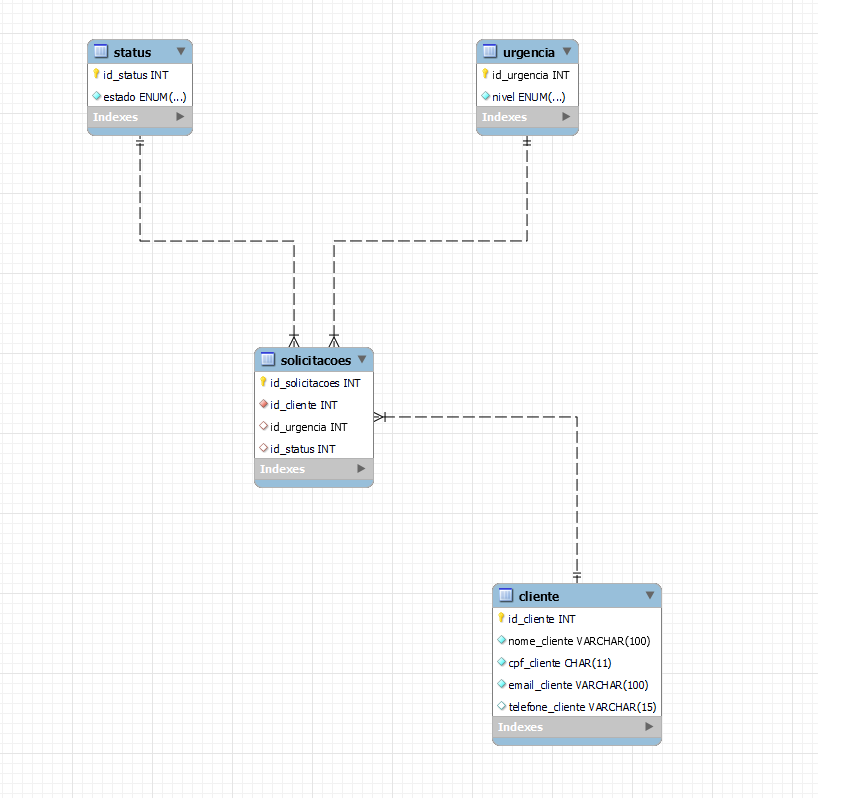 status
id_status INT
estado ENUM(...)
Indexes
urgencia
id_urgencia INT
nivel ENUM(...)
Indexes
solicitacoes
id_solicitacoes INT
id_cliente INT
id_urgencia INT
id_status INT
Indexes
cliente
id_cliente INT
nome_cliente VARCHAR(100)
cpf_cliente CHAR(11)
email_cliente VARCHAR(100)
telefone_cliente VARCHAR(15)
Indexes